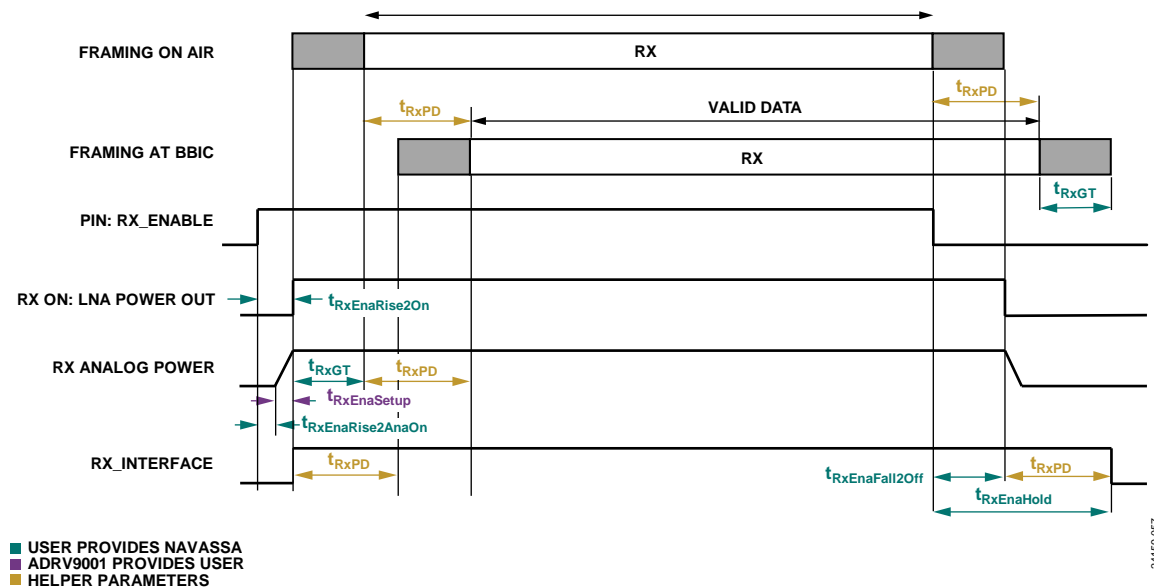 FRAMING ON AIR
RX
tRxPD
tRxPD
VALID DATA
FRAMING AT BBIC
RX
tRxGT
PIN: RX_ENABLE
RX ON: LNA POWER OUT
tRxEnaRise2On
RX ANALOG POWER
tRxGT
tRxPD
tRxEnaSetup
tRxEnaRise2AnaOn
RX_INTERFACE
tRxPD
tRxEnaFall2Off
tRxPD
tRxEnaHold
USER PROVIDES NAVASSA
ADRV9001 PROVIDES USER
HELPER PARAMETERS